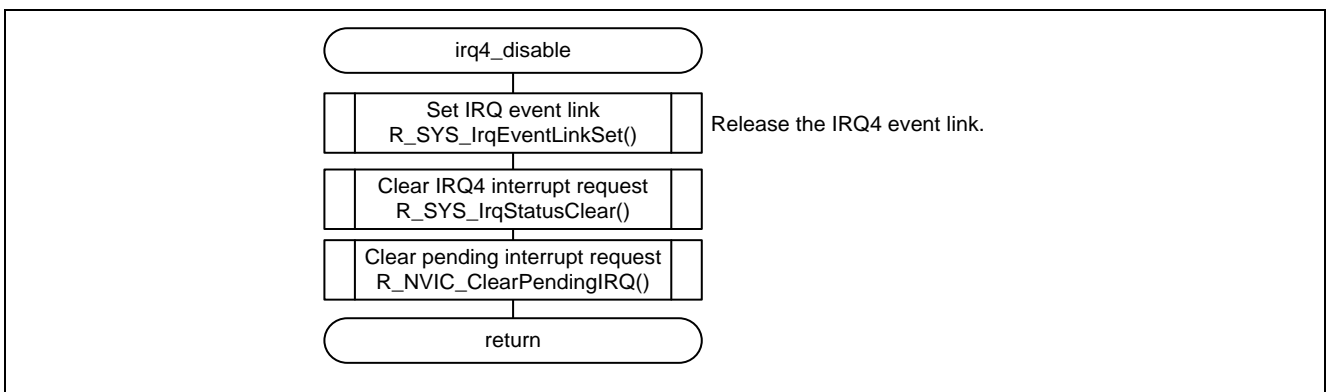 irq4_disable
Set IRQ event link
R_SYS_IrqEventLinkSet()
Release the IRQ4 event link.
Clear IRQ4 interrupt request
R_SYS_IrqStatusClear()
Clear pending interrupt request
R_NVIC_ClearPendingIRQ()
return